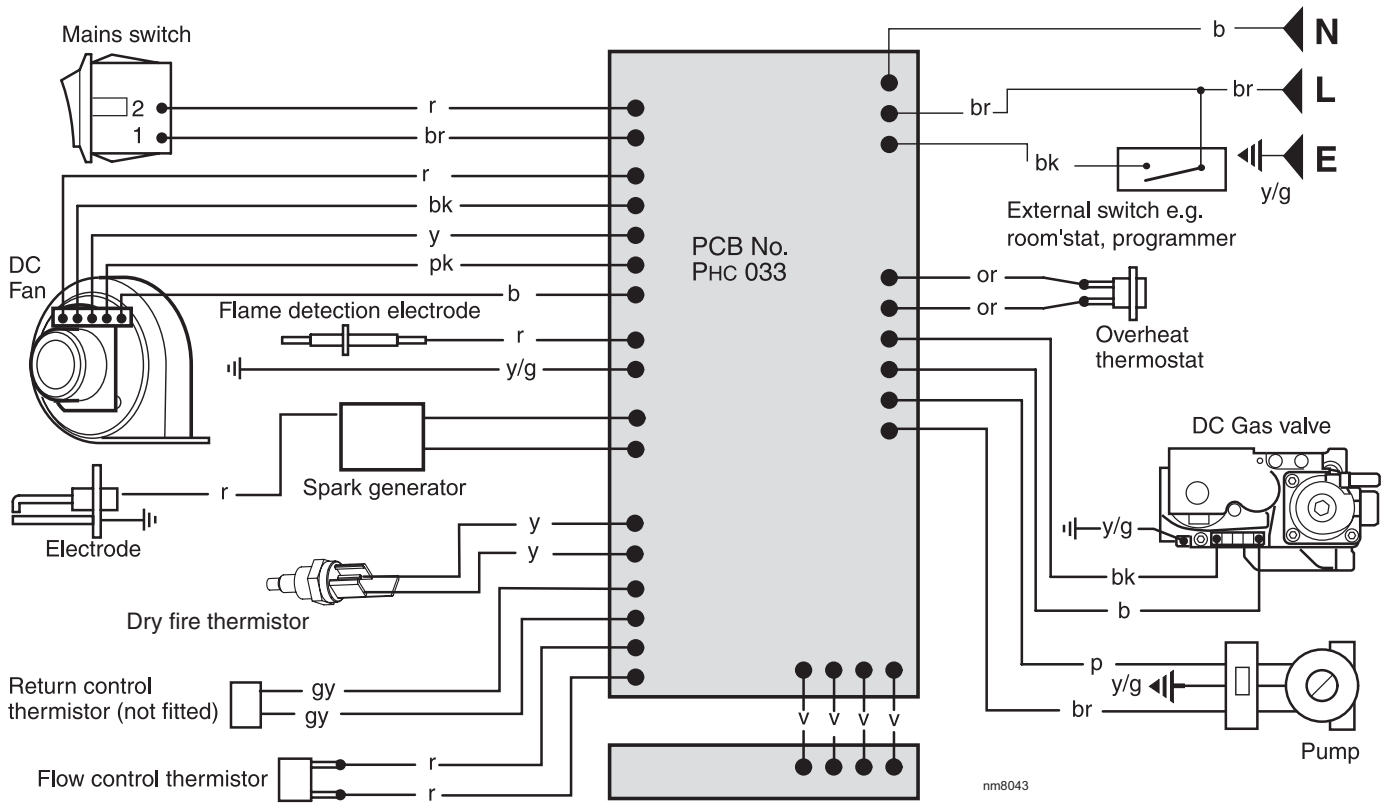 Mains switch
2
1
r
br
r
bk
y
pk
b
DC
Fan
Flame detection electrode
r
y/g
Spark generator
r
Electrode
y
y
Dry fire thermistor
Return control
thermistor (not fitted)
gy
gy
Flow control thermistor
r
r
PCB No.
PHC 033
v v v v
b N
br br L
bk E
y/g
External switch e.g.
room'stat, programmer
or
or
Overheat
thermostat
DC Gas valve
y/g
bk
b
p
y/g
br
Pump
nm8043